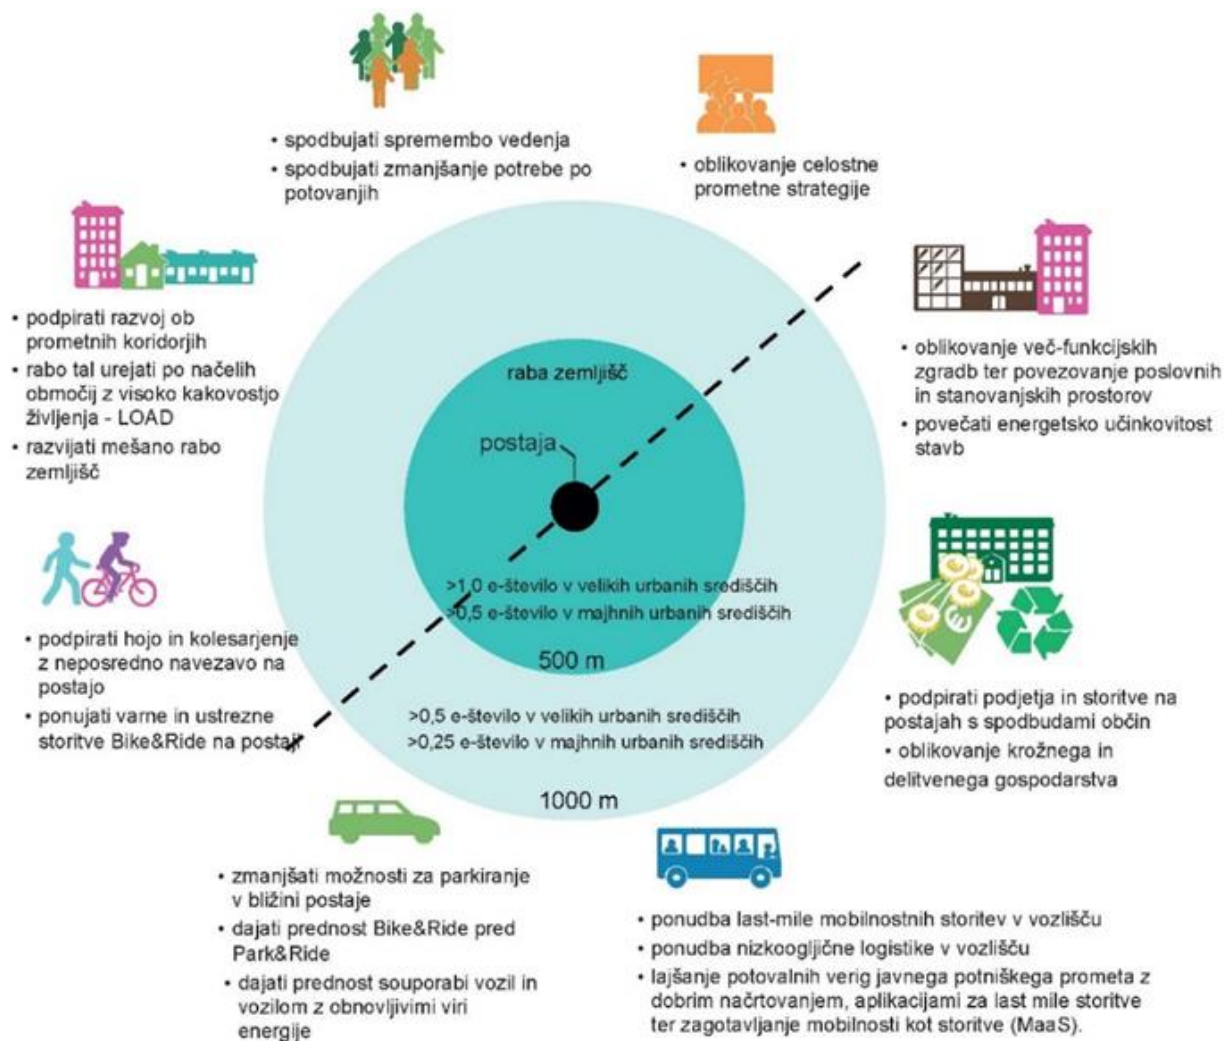 • spodbujati spremembo vedenja
• spodbujati zmanjšanje potrebe po
potovanjih
• oblikovanje celostne
prometne strategije
• podpirati razvoj ob
prometnih koridorjih
• rabo tal urejati po načelih
območij z visoko kakovostjo
življenja - LOAD
• razvijati mešano rabo
zemljišč
• oblikovanje več-funkcijskih
zgradb ter povezovanje poslovnih
in stanovanjskih prostorov
• povečati energetsko učinkovitost
stavb
raba zemljišč
postaja
>1,0 e-število v velikih urbanih središčih
>0,5 e-število v majhnih urbanih središčih
500 m
>0,5 e-število v velikih urbanih središčih
>0,25 e-število v majhnih urbanih središčih
1000 m
• podpirati hojo in kolesarjenje
z neposredno navezavo na
postajo
• ponujati varne in ustrezne
storitve Bike&Ride na postaji
• podpirati podjetja in storitve na
postajah s spodbudami občin
• oblikovanje krožnega in
delitvenega gospodarstva
• zmanjšati možnosti za parkiranje
v bližini postaje
• dajati prednost Bike&Ride pred
Park&Ride
• dajati prednost souporabi vozil in
vozilom z obnovljivimi viri
energije
• ponudba last-mile mobilnostnih storitev v vozlišču
• ponudba nizkoogljične logistike v vozlišču
• lajšanje potovalnih verig javnega potniškega prometa z
dobrim načrtovanjem, aplikacijami za last mile storitve
ter zagotavljanje mobilnosti kot storitve (MaaS).